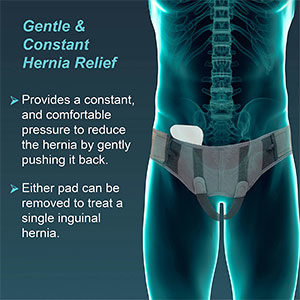 Gentle &
Constant
Hernia Relief
➤ Provides a constant,
and comfortable
pressure to reduce
the hernia by gently
pushing it back.
➤ Either pad can be
removed to treat a
single inguinal
hernia.